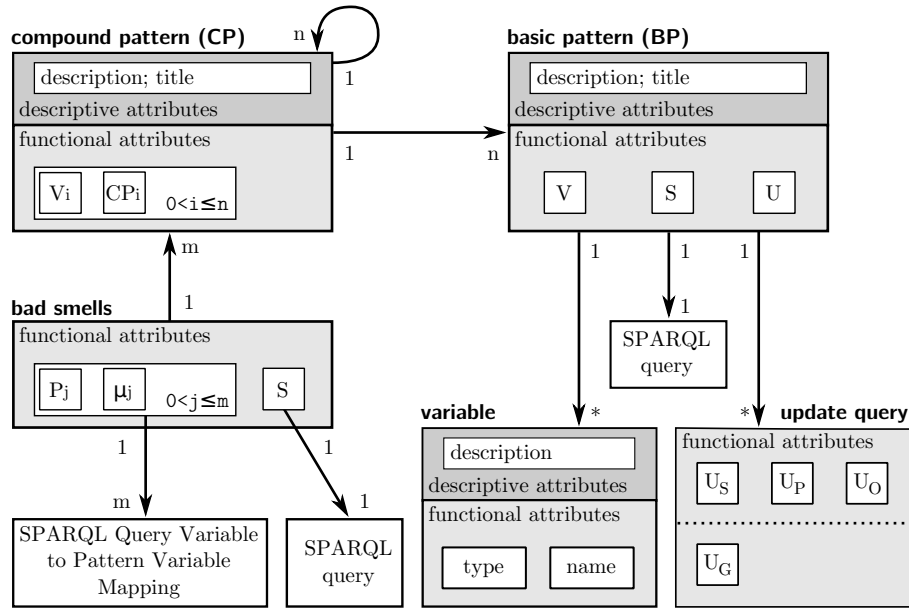 compound pattern (CP)
description; title
descriptive attributes
functional attributes
Vi
CPi
0<i≤n
n
1
1
n
basic pattern (BP)
description; title
descriptive attributes
functional attributes
V
S
U
m
1
bad smells
functional attributes
Pj
μj
0<j≤m
S
1
m
1
1
SPARQL Query Variable
to Pattern Variable
Mapping
SPARQL
query
1
1
1
1
SPARQL
query
*
*
variable
description
descriptive attributes
functional attributes
type
name
update query
functional attributes
US
UP
UO
UG